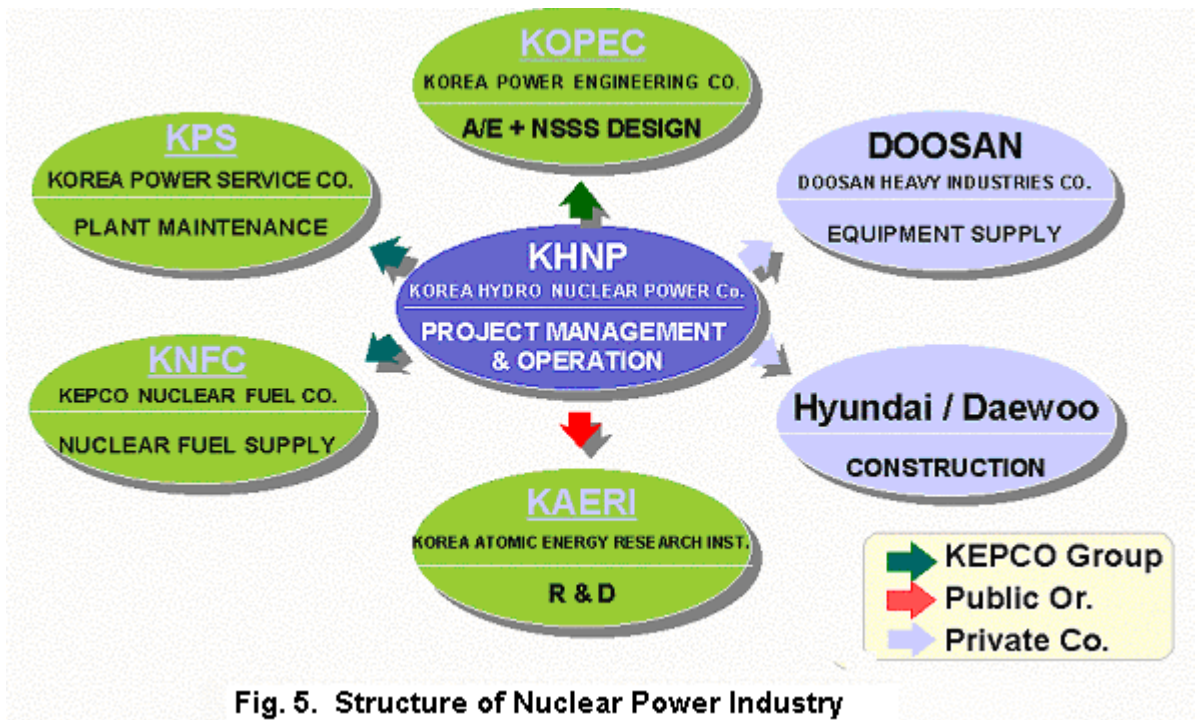 KOPEC
KOREA POWER ENGINEERING CO.
A/E + NSSS DESIGN
KPS
KOREA POWER SERVICE CO.
PLANT MAINTENANCE
DOOSAN
DOOSAN HEAVY INDUSTRIES CO.
EQUIPMENT SUPPLY
KHNP
KOREA HYDRO NUCLEAR POWER Co.
PROJECT MANAGEMENT
& OPERATION
KNFC
KEPCO NUCLEAR FUEL CO.
NUCLEAR FUEL SUPPLY
Hyundai / Daewoo
CONSTRUCTION
KAERI
KOREA ATOMIC ENERGY RESEARCH INST.
R & D
KEPCO Group
Public Or.
Private Co.
Fig. 5. Structure of Nuclear Power Industry